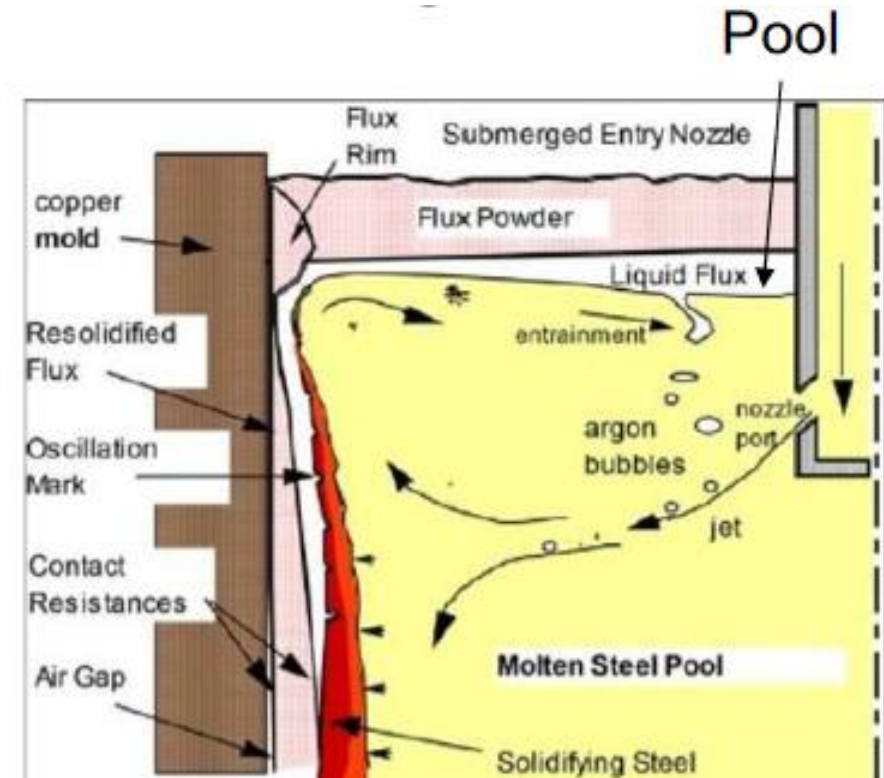 Pool
Flux
Rim
Submerged Entry Nozzle
copper
mold
Flux Powder
Liquid Flux
entrainment
Resolidified
Flux
nozzle
port
argon
bubbles
Oscillation
Mark
jet
Contact
Resistances
Air Gap
Molten Steel Pool
Solidifying Steel